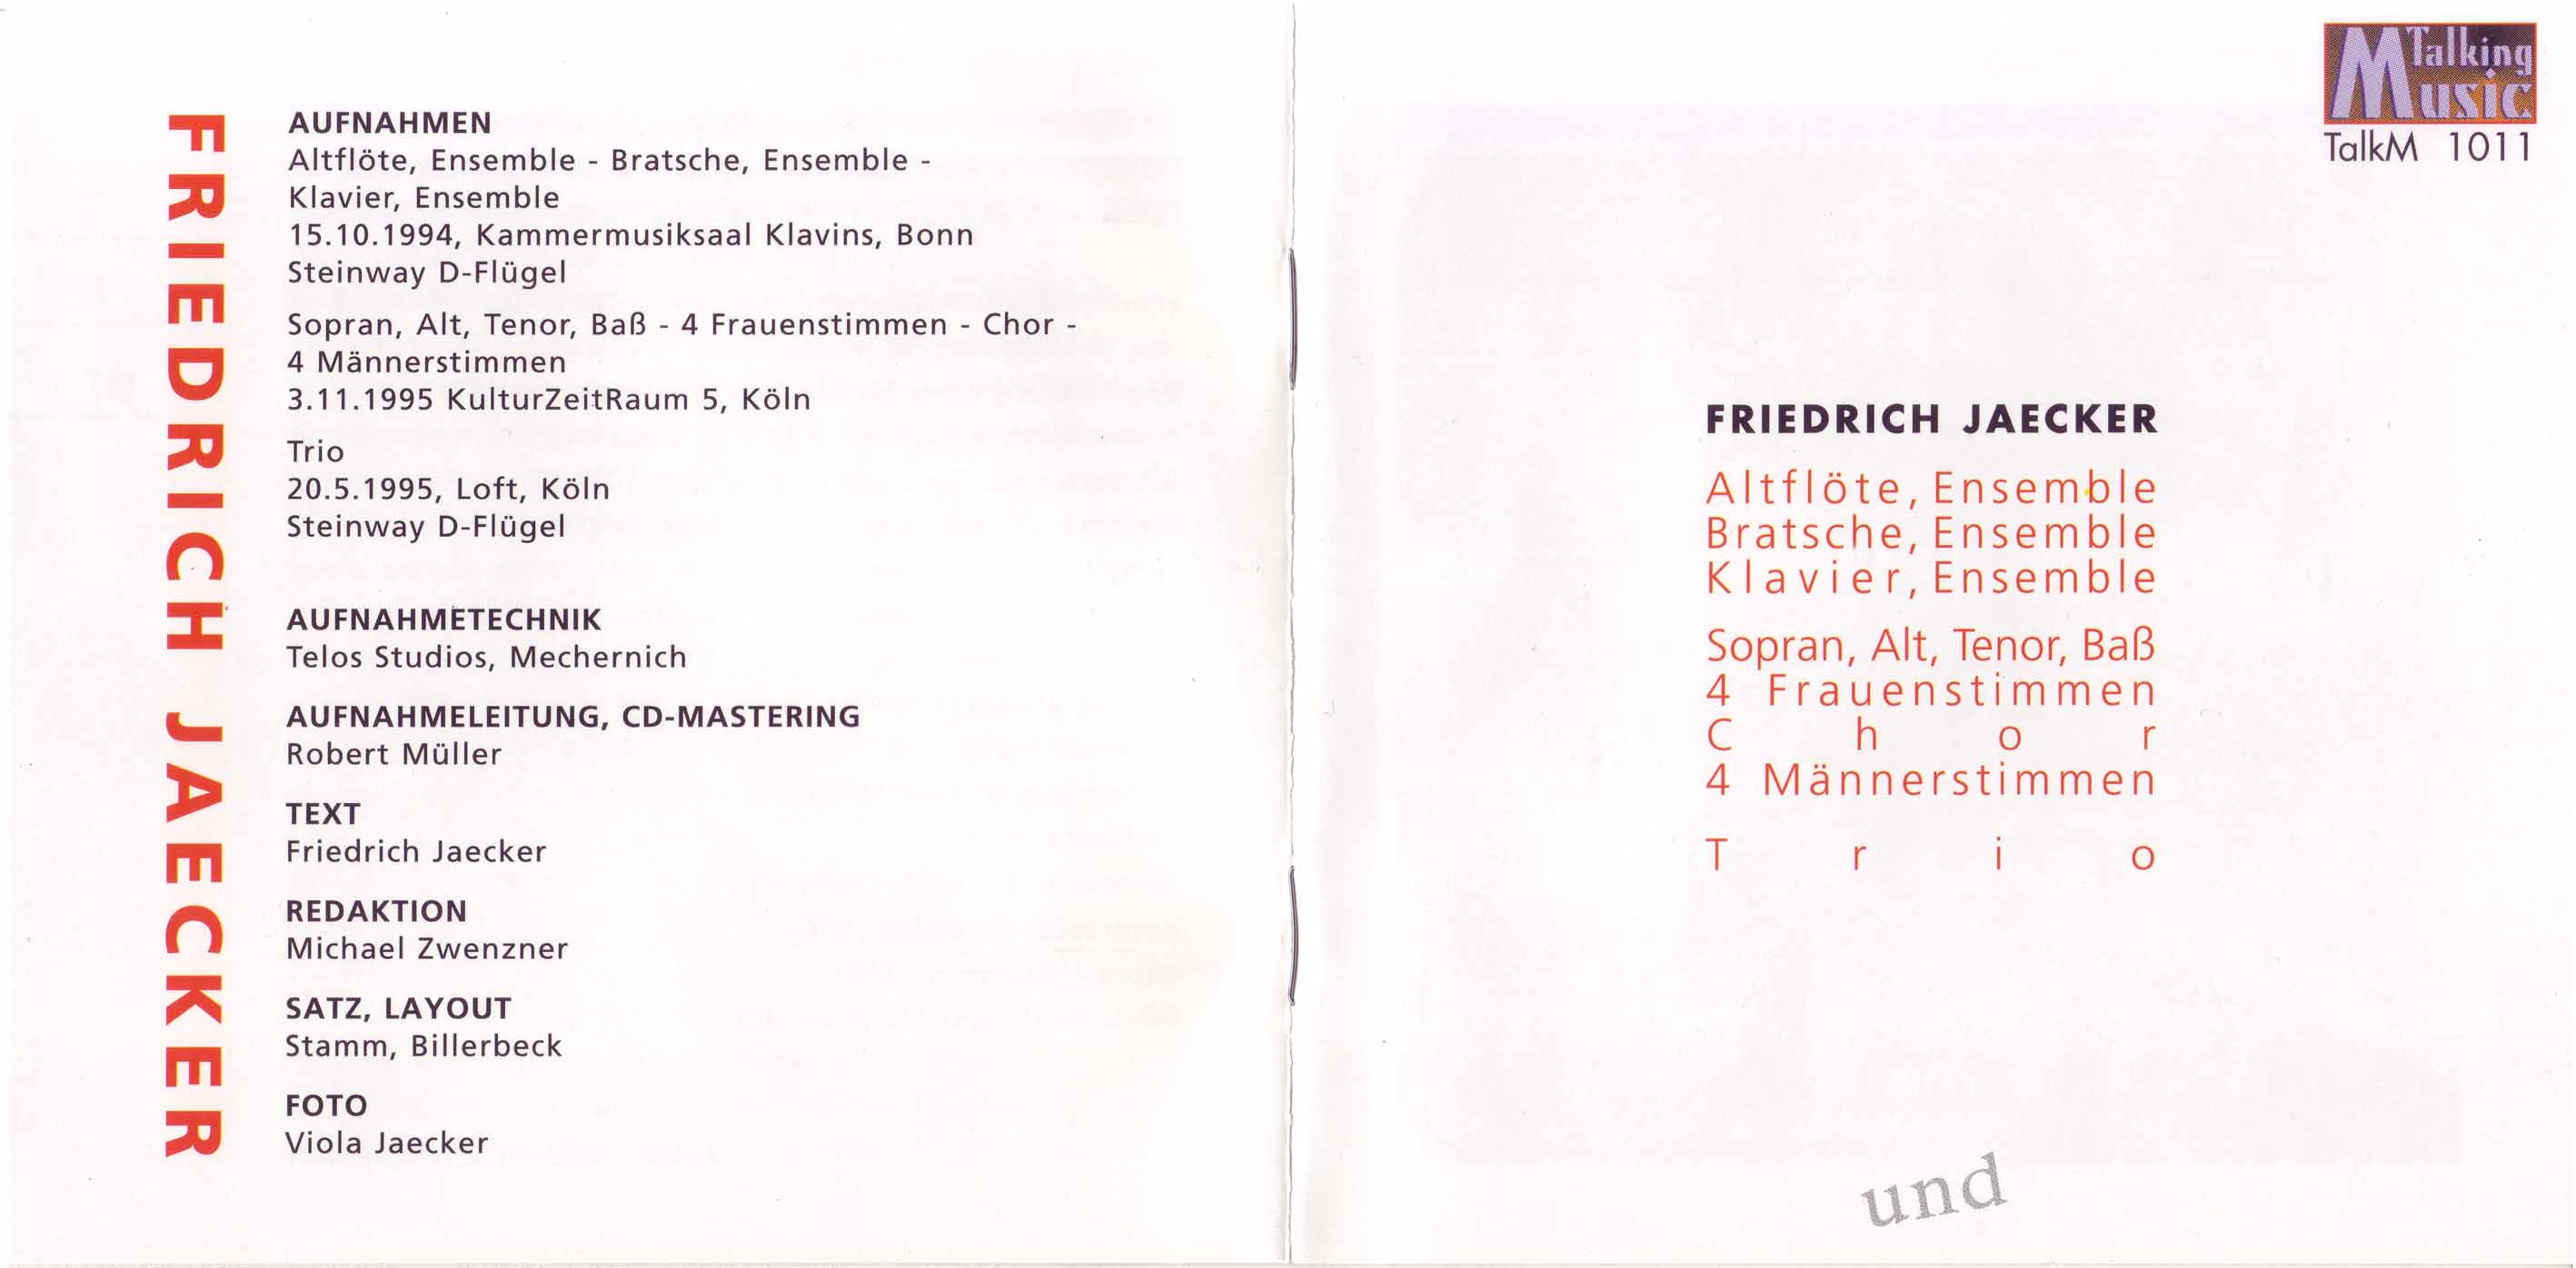 FRIEDRICH JAECKER
AUFNAHMEN
Altflöte, Ensemble - Bratsche, Ensemble -
Klavier, Ensemble
15.10.1994, Kammermusiksaal Klavins, Bonn
Steinway D-Flügel
Sopran, Alt, Tenor, Baß - 4 Frauenstimmen - Chor -
4 Männerstimmen
3.11.1995 KulturZeitRaum 5, Köln
Trio
20.5.1995, Loft, Köln
Steinway D-Flügel
AUFNAHMETECHNIK
Telos Studios, Mechernich
AUFNAHMELEITUNG, CD-MASTERING
Robert Müller
TEXT
Friedrich Jaecker
REDAKTION
Michael Zwenzner
SATZ, LAYOUT
Stamm, Billerbeck
FOTO
Viola Jaecker
Talking
Music
TalkM 1011
FRIEDRICH JAECKER
Altflöte, Ensemble
Bratsche, Ensemble
Klavier, Ensemble
Sopran, Alt, Tenor, Baß
4 Frauenstimmen
Chor
4 Männerstimmen
Trio
und